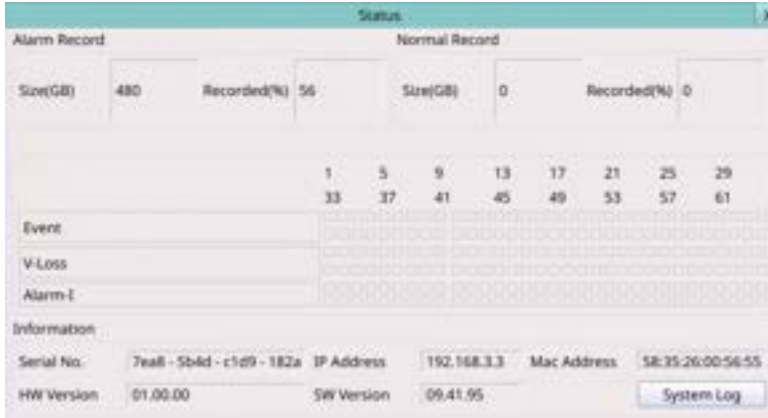 Status
Alarm Record Normal Record
Size(GB) 480 Recorded(%) 56 Size(GB) 0 Recorded(%) 0
1 5 9 13 17 21 25 29
33 37 41 45 49 53 57 61
Event
V-Loss
Alarm-I
Information
Serial No. 7ea8 - 5b4d - c1d9 - 182a IP Address 192.168.3.3 Mac Address 58:35:26:00:56:55
HW Version 01.00.00 SW Version 09.41.95 System Log